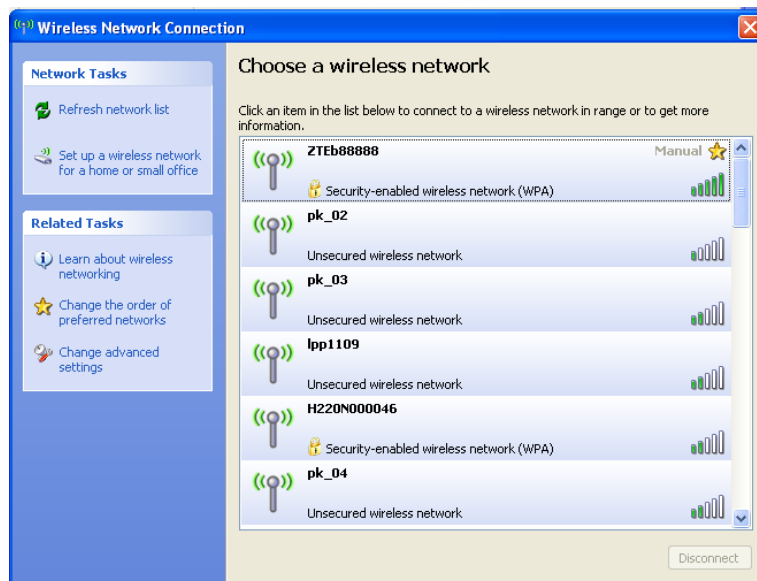 Wireless Network Connection
Network Tasks
Refresh network list
Set up a wireless network
for a home or small office
Related Tasks
Learn about wireless
networking
Change the order of
preferred networks
Change advanced
settings
Choose a wireless network
Click an item in the list below to connect to a wireless network in range or to get more
information.
ZTEb88888
Manual
Security-enabled wireless network (WPA)
pk_02
Unsecured wireless network
pk_03
Unsecured wireless network
lpp1109
Unsecured wireless network
H220N000046
Security-enabled wireless network (WPA)
pk_04
Unsecured wireless network
Disconnect